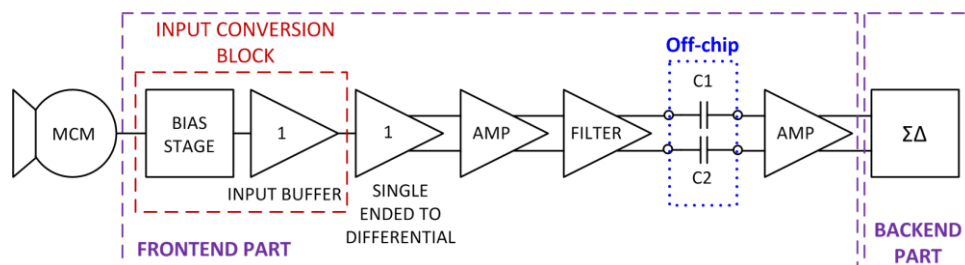 INPUT CONVERSION
BLOCK
Off-chip
C1
MCM
BIAS
STAGE
1
1
AMP
FILTER
AMP
ΣΔ
C2
INPUT BUFFER
SINGLE
ENDED TO
DIFFERENTIAL
FRONTEND PART
BACKEND
PART